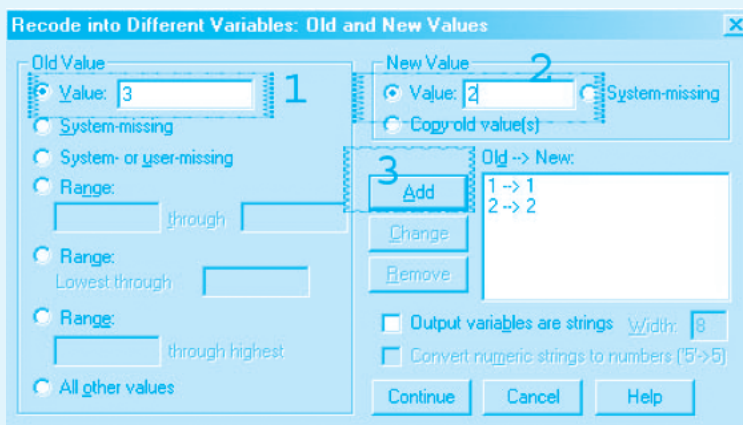 Recode into Different Variables: Old and New Values
Old Value
Value: 3
1
System-missing
System- or user-missing
Range:
through
Range:
Lowest through
Range:
through highest
All other values
New Value
2
Value: 2
System-missing
Copy old value(s)
3
Add
Change
Remove
Old --> New:
1 --> 1
2 --> 2
Output variables are strings Width: 8
Convert numeric strings to numbers ('5'->5)
Continue Cancel Help